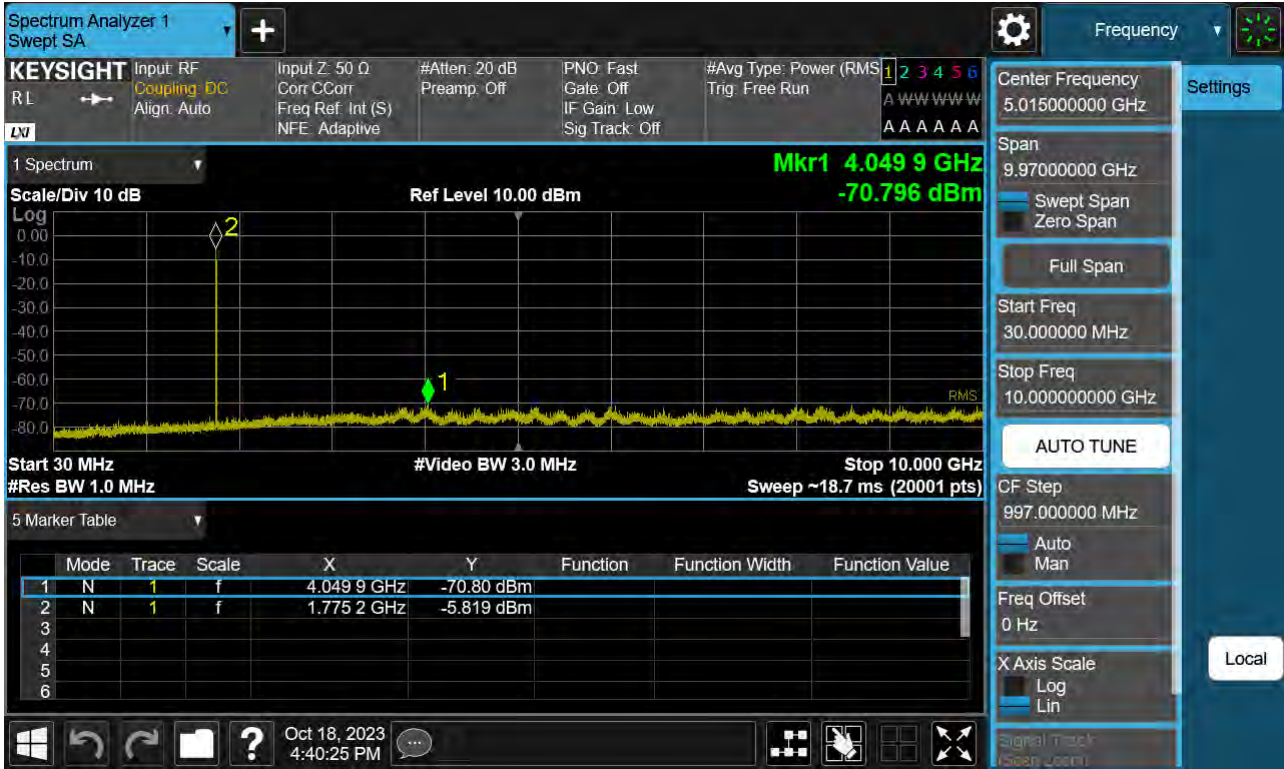 Spectrum Analyzer 1
Swept SA
Frequency
KEYSIGHT
RL
LXI
Input: RF
Coupling: DC
Align: Auto
Input Z: 50 Ω
Corr CCorr
Freq Ref: Int (S)
NFE: Adaptive
#Atten: 20 dB
Preamp: Off
PNO: Fast
Gate: Off
IF Gain: Low
Sig Track: Off
#Avg Type: Power (RMS
Trig: Free Run
1 2 3 4 5 6
A W W W W W
A A A A A A
1 Spectrum
Mkr1 4.049 9 GHz
-70.796 dBm
Scale/Div 10 dB
Ref Level 10.00 dBm
Log
0.00
-10.0
-20.0
-30.0
-40.0
-50.0
-60.0
-70.0
-80.0
2
1
RMS
Start 30 MHz
#Video BW 3.0 MHz
Stop 10.000 GHz
#Res BW 1.0 MHz
Sweep ~18.7 ms (20001 pts)
5 Marker Table
Mode Trace Scale X Y Function Function Width Function Value
1 N 1 f 4.049 9 GHz -70.80 dBm
2 N 1 f 1.775 2 GHz -5.819 dBm
3
4
5
6
Center Frequency
5.015000000 GHz
Span
9.97000000 GHz
Swept Span
Zero Span
Full Span
Start Freq
30.000000 MHz
Stop Freq
10.000000000 GHz
AUTO TUNE
CF Step
997.000000 MHz
Auto
Man
Freq Offset
0 Hz
X Axis Scale
Log
Lin
Signal Track
(Span Zoom)
Settings
Local
?
Oct 18, 2023
4:40:25 PM